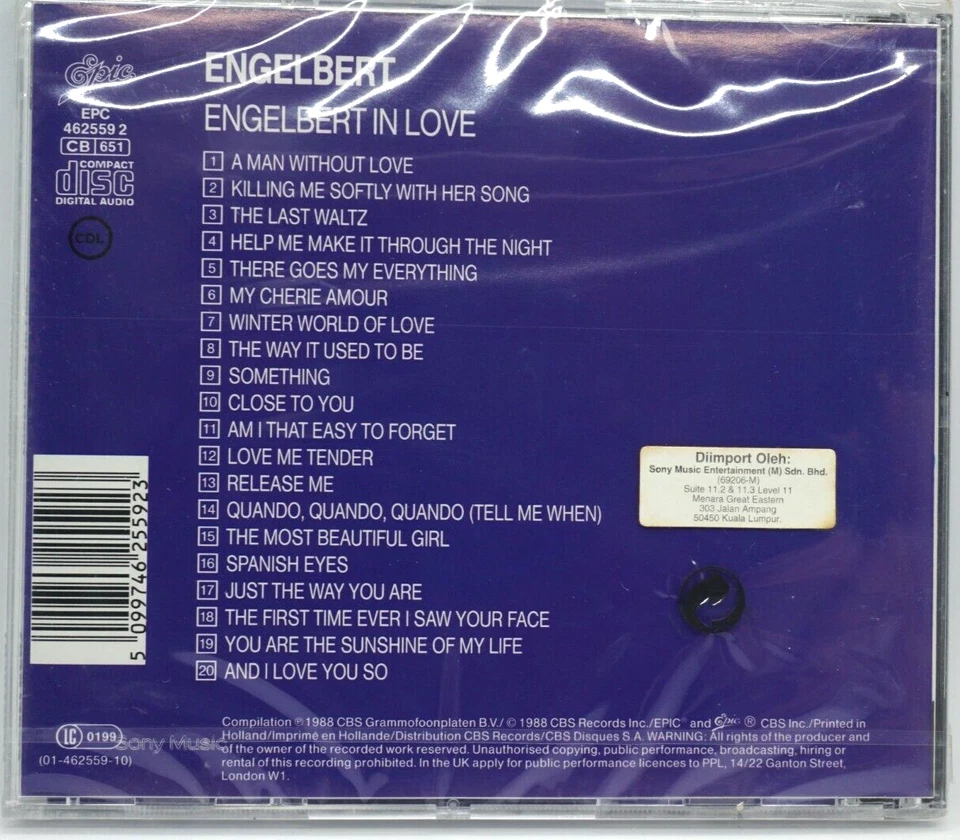 Epic
EPC
462559 2
CB 651
COMPACT
disc
DIGITAL AUDIO
CDL
ENGELBERT
ENGELBERT IN LOVE
1 A MAN WITHOUT LOVE
2 KILLING ME SOFTLY WITH HER SONG
3 THE LAST WALTZ
4 HELP ME MAKE IT THROUGH THE NIGHT
5 THERE GOES MY EVERYTHING
6 MY CHERIE AMOUR
7 WINTER WORLD OF LOVE
8 THE WAY IT USED TO BE
9 SOMETHING
10 CLOSE TO YOU
11 AM I THAT EASY TO FORGET
12 LOVE ME TENDER
13 RELEASE ME
14 QUANDO, QUANDO, QUANDO (TELL ME WHEN)
15 THE MOST BEAUTIFUL GIRL
16 SPANISH EYES
17 JUST THE WAY YOU ARE
18 THE FIRST TIME EVER I SAW YOUR FACE
19 YOU ARE THE SUNSHINE OF MY LIFE
20 AND I LOVE YOU SO
Diimport Oleh:
Sony Music Entertainment (M) Sdn. Bhd.
(69206-M)
Suite 11.2 & 11.3 Level 11
Menara Great Eastern
303 Jalan Ampang
50450 Kuala Lumpur.
5 099746 255923
LC 0199
Sony Music
(01-462559-10)
Compilation ℗ 1988 CBS Grammofoonplaten B.V./ © 1988 CBS Records Inc./EPIC® and Epic ® CBS Inc./Printed in
Holland/Imprimé en Hollande/Distribution CBS Records/CBS Disques S.A. WARNING: All rights of the producer and
of the owner of the recorded work reserved. Unauthorised copying, public performance, broadcasting, hiring or
rental of this recording prohibited. In the UK apply for public performance licences to PPL, 14/22 Ganton Street,
London W1.